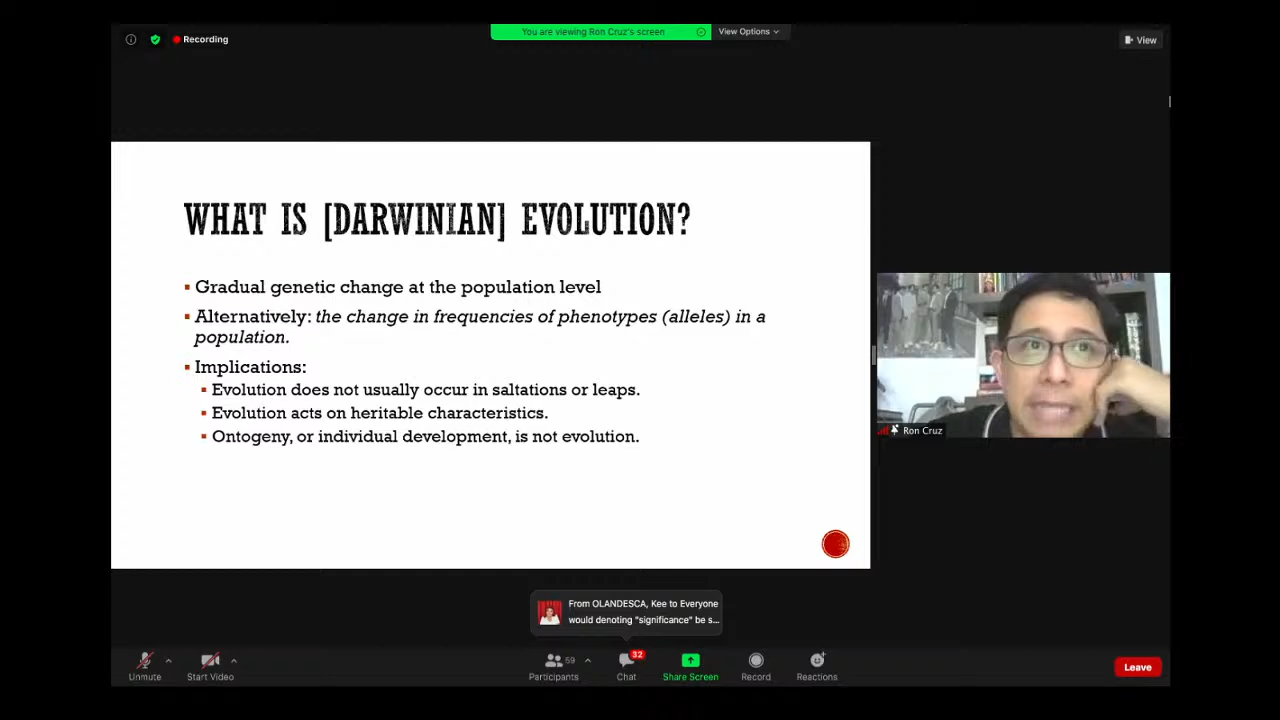 You are viewing Ron Cruz's screen
View Options
Recording
View
WHAT IS [DARWINIAN] EVOLUTION?
Gradual genetic change at the population level
Alternatively: the change in frequencies of phenotypes (alleles) in a
population.
Implications:
Evolution does not usually occur in saltations or leaps.
Evolution acts on heritable characteristics.
Ontogeny, or individual development, is not evolution.
Ron Cruz
From OLANDESCA, Kee to Everyone
would denoting "significance" be s...
Unmute
Start Video
59
Participants
32
Chat
Share Screen
Record
Reactions
Leave